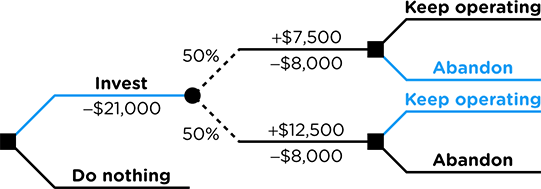 Keep operating
50%
+$7,500
–$8,000
Abandon
Invest
–$21,000
Keep operating
50%
+$12,500
–$8,000
Abandon
Do nothing